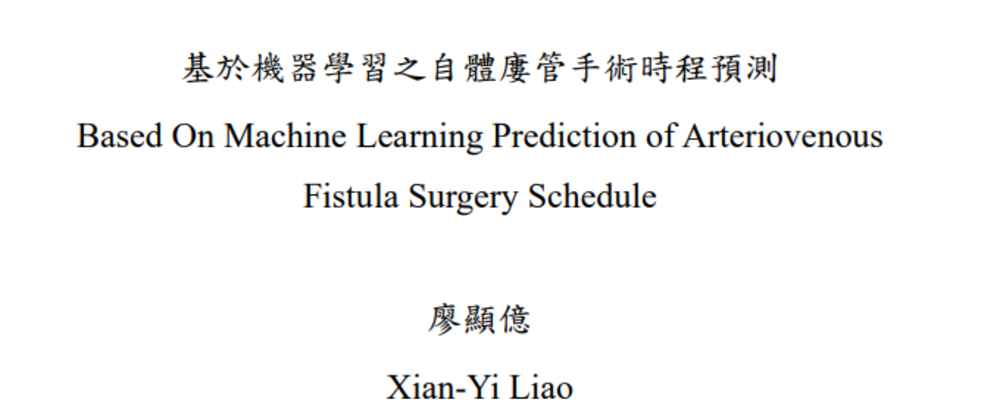 基於機器學習之自體廔管手術時程預測
Based On Machine Learning Prediction of Arteriovenous
Fistula Surgery Schedule
廖顯億
Xian-Yi Liao